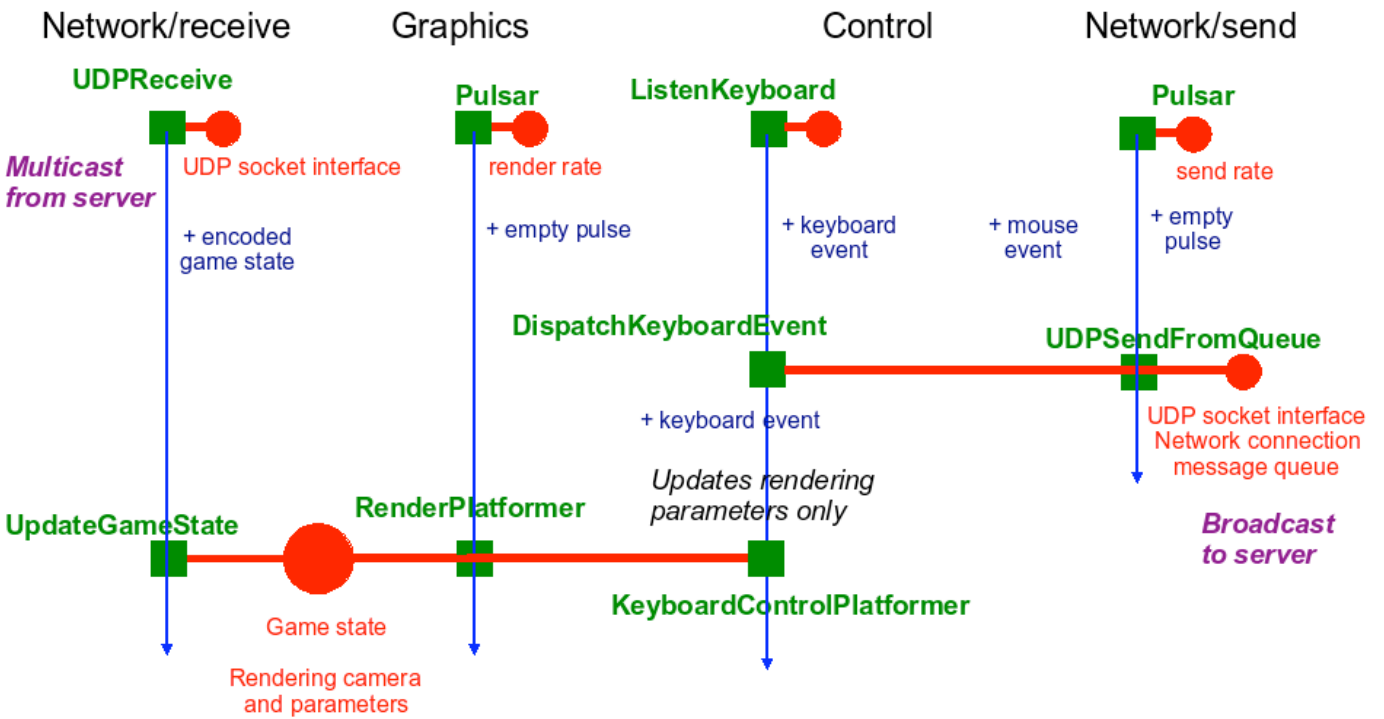 Network/receive
Graphics
Control
Network/send
UDPReceive
Pulsar
ListenKeyboard
Pulsar
Multicast
from server
UDP socket interface
render rate
send rate
+ encoded
game state
+ empty pulse
+ keyboard
event
+ mouse
event
+ empty
pulse
DispatchKeyboardEvent
UDPSendFromQueue
+ keyboard event
UDP socket interface
Network connection
message queue
Updates rendering
parameters only
UpdateGameState
RenderPlatformer
Broadcast
to server
KeyboardControlPlatformer
Game state
Rendering camera
and parameters